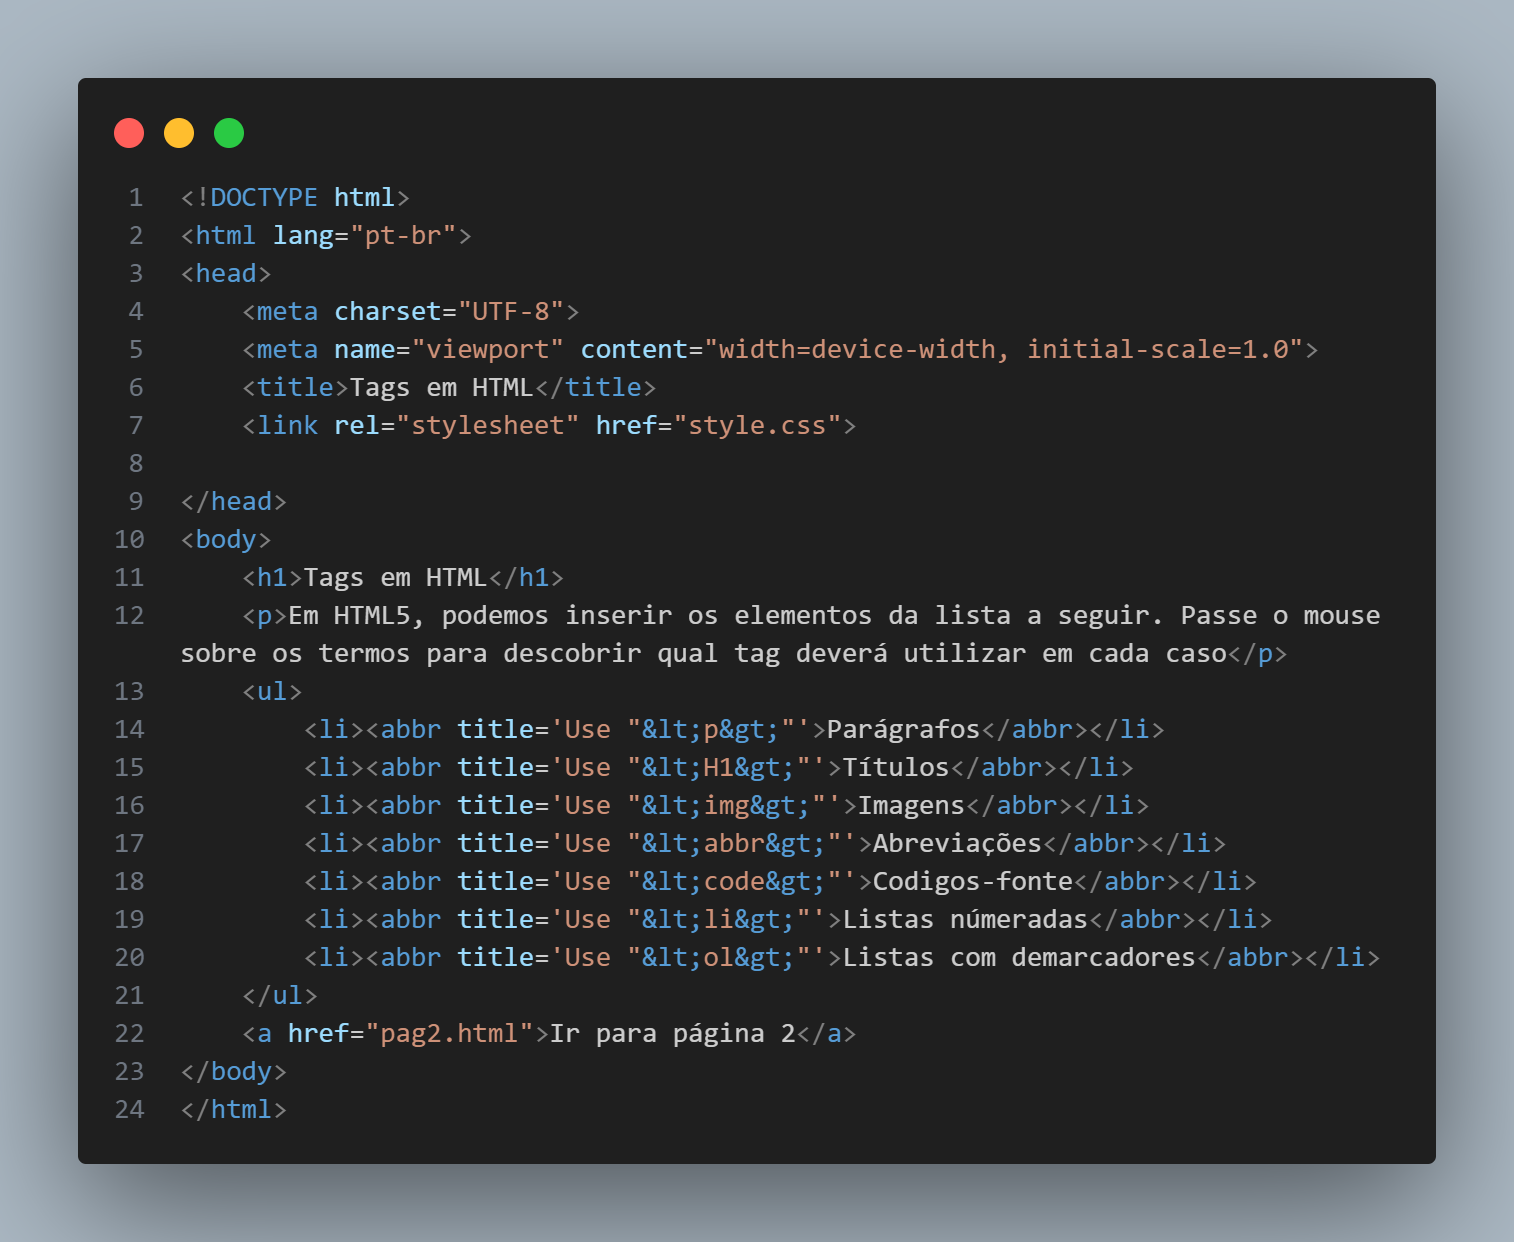 1 <!DOCTYPE html>
2 <html lang="pt-br">
3 <head>
4     <meta charset="UTF-8">
5     <meta name="viewport" content="width=device-width, initial-scale=1.0">
6     <title>Tags em HTML</title>
7     <link rel="stylesheet" href="style.css">
8
9 </head>
10 <body>
11     <h1>Tags em HTML</h1>
12     <p>Em HTML5, podemos inserir os elementos da lista a seguir. Passe o mouse
sobre os termos para descobrir qual tag deverá utilizar em cada caso</p>
13     <ul>
14         <li><abbr title='Use "&lt;p&gt;"'>Parágrafos</abbr></li>
15         <li><abbr title='Use "&lt;H1&gt;"'>Títulos</abbr></li>
16         <li><abbr title='Use "&lt;img&gt;"'>Imagens</abbr></li>
17         <li><abbr title='Use "&lt;abbr&gt;"'>Abreviações</abbr></li>
18         <li><abbr title='Use "&lt;code&gt;"'>Codigos-fonte</abbr></li>
19         <li><abbr title='Use "&lt;li&gt;"'>Listas númeradas</abbr></li>
20         <li><abbr title='Use "&lt;ol&gt;"'>Listas com demarcadores</abbr></li>
21     </ul>
22     <a href="pag2.html">Ir para página 2</a>
23 </body>
24 </html>